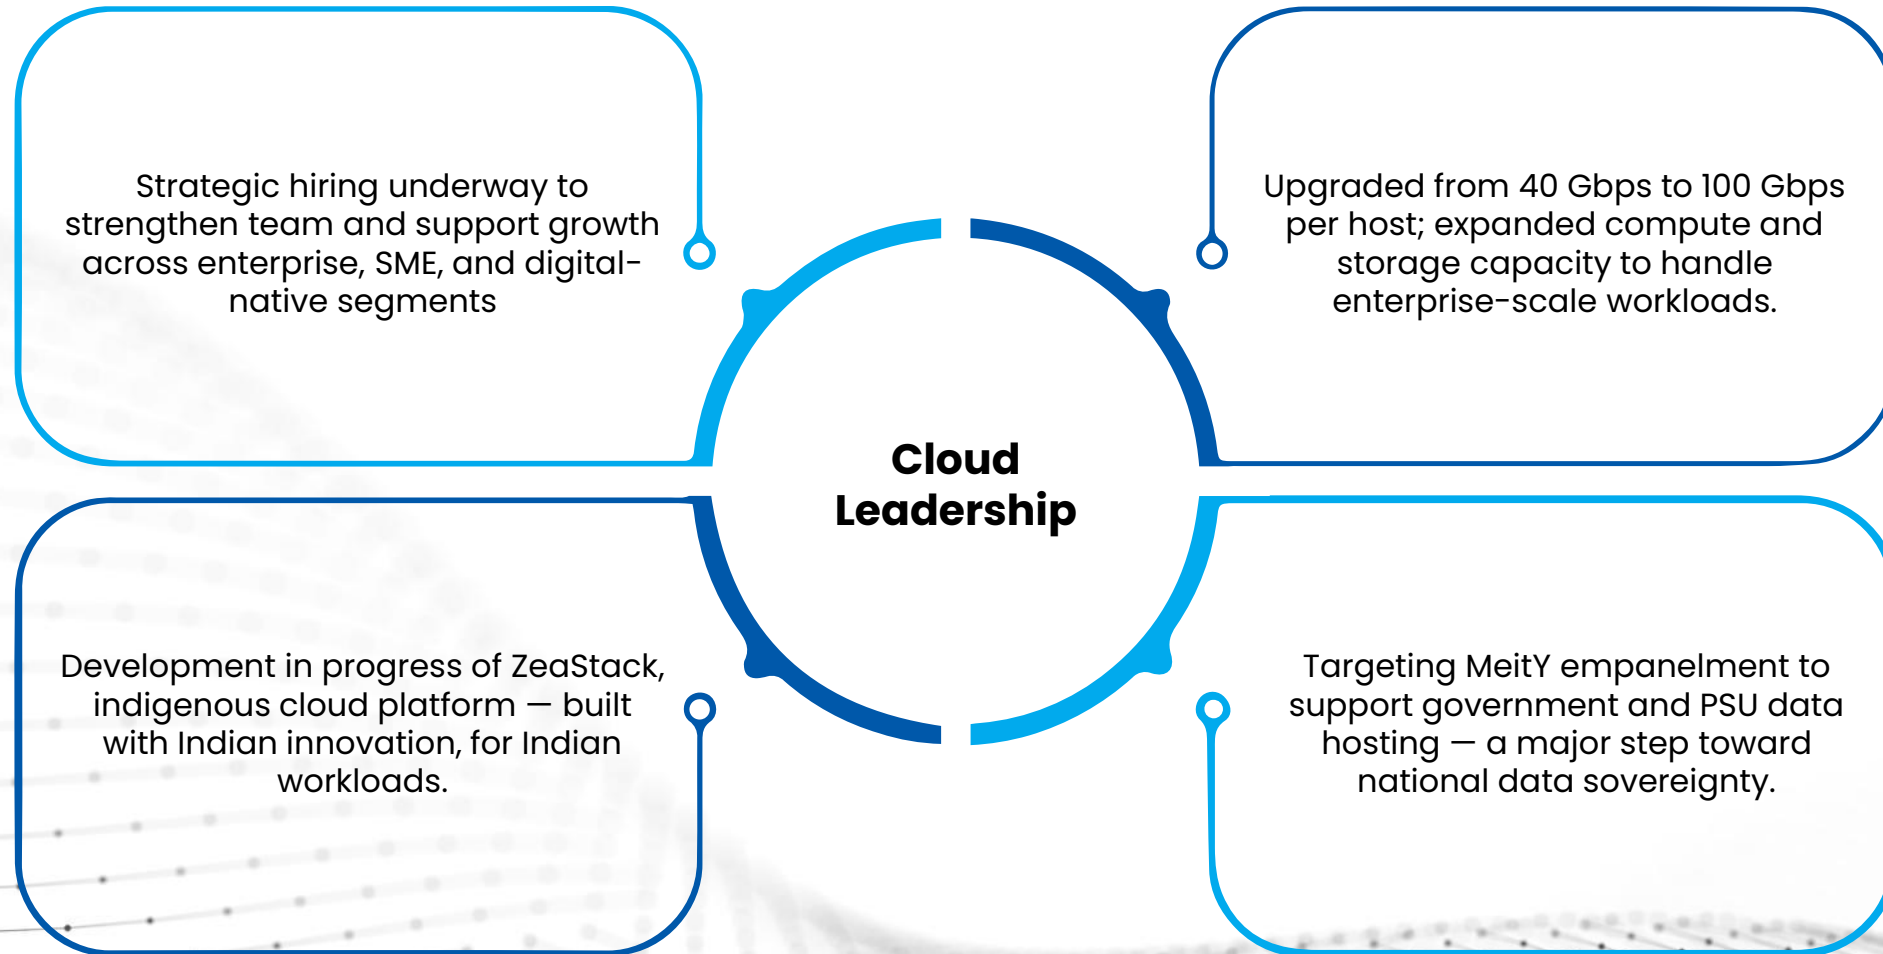 Strategic hiring underway to
strengthen team and support growth
across enterprise, SME, and digital-
native segments
Upgraded from 40 Gbps to 100 Gbps
per host; expanded compute and
storage capacity to handle
enterprise-scale workloads.
Cloud
Leadership
Development in progress of ZeaStack,
indigenous cloud platform — built
with Indian innovation, for Indian
workloads.
Targeting MeitY empanelment to
support government and PSU data
hosting — a major step toward
national data sovereignty.